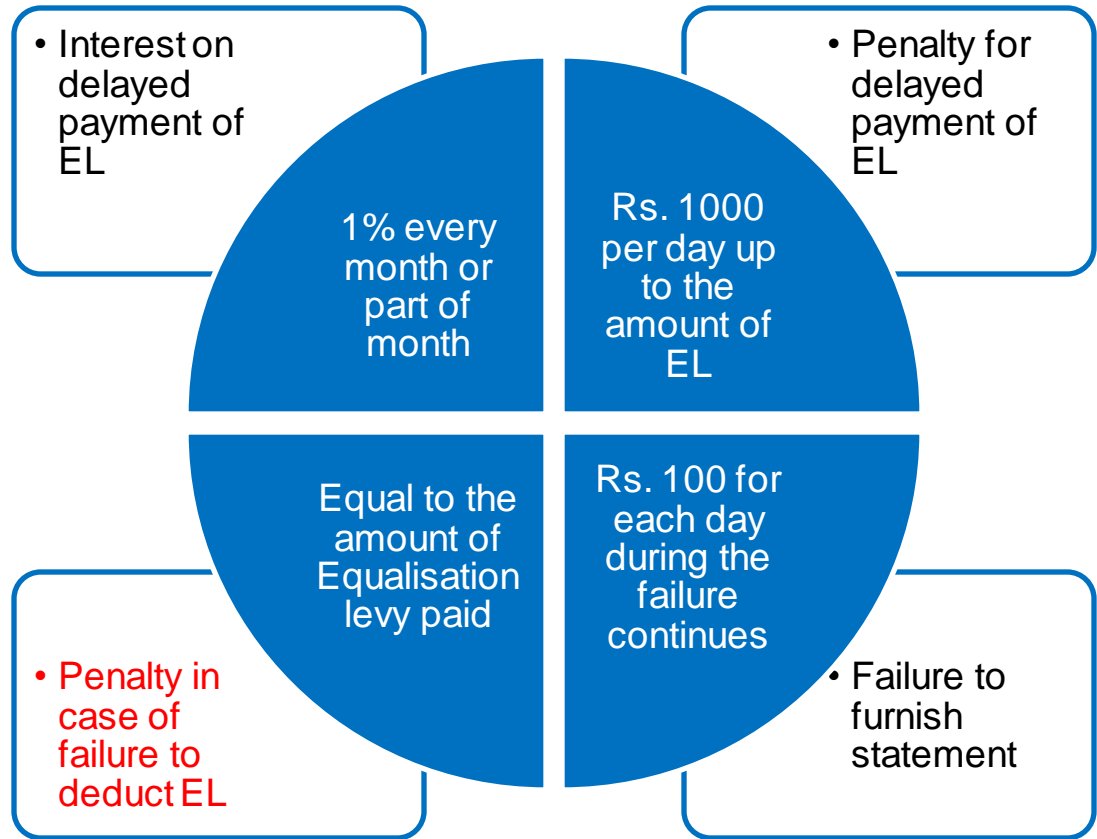 • Interest on
delayed
payment of
EL
1% every
month or
part of
month
• Penalty for
delayed
payment of
EL
Rs. 1000
per day up
to the
amount of
EL
• Penalty in
case of
failure to
deduct EL
Equal to the
amount of
Equalisation
levy paid
• Failure to
furnish
statement
Rs. 100 for
each day
during the
failure
continues